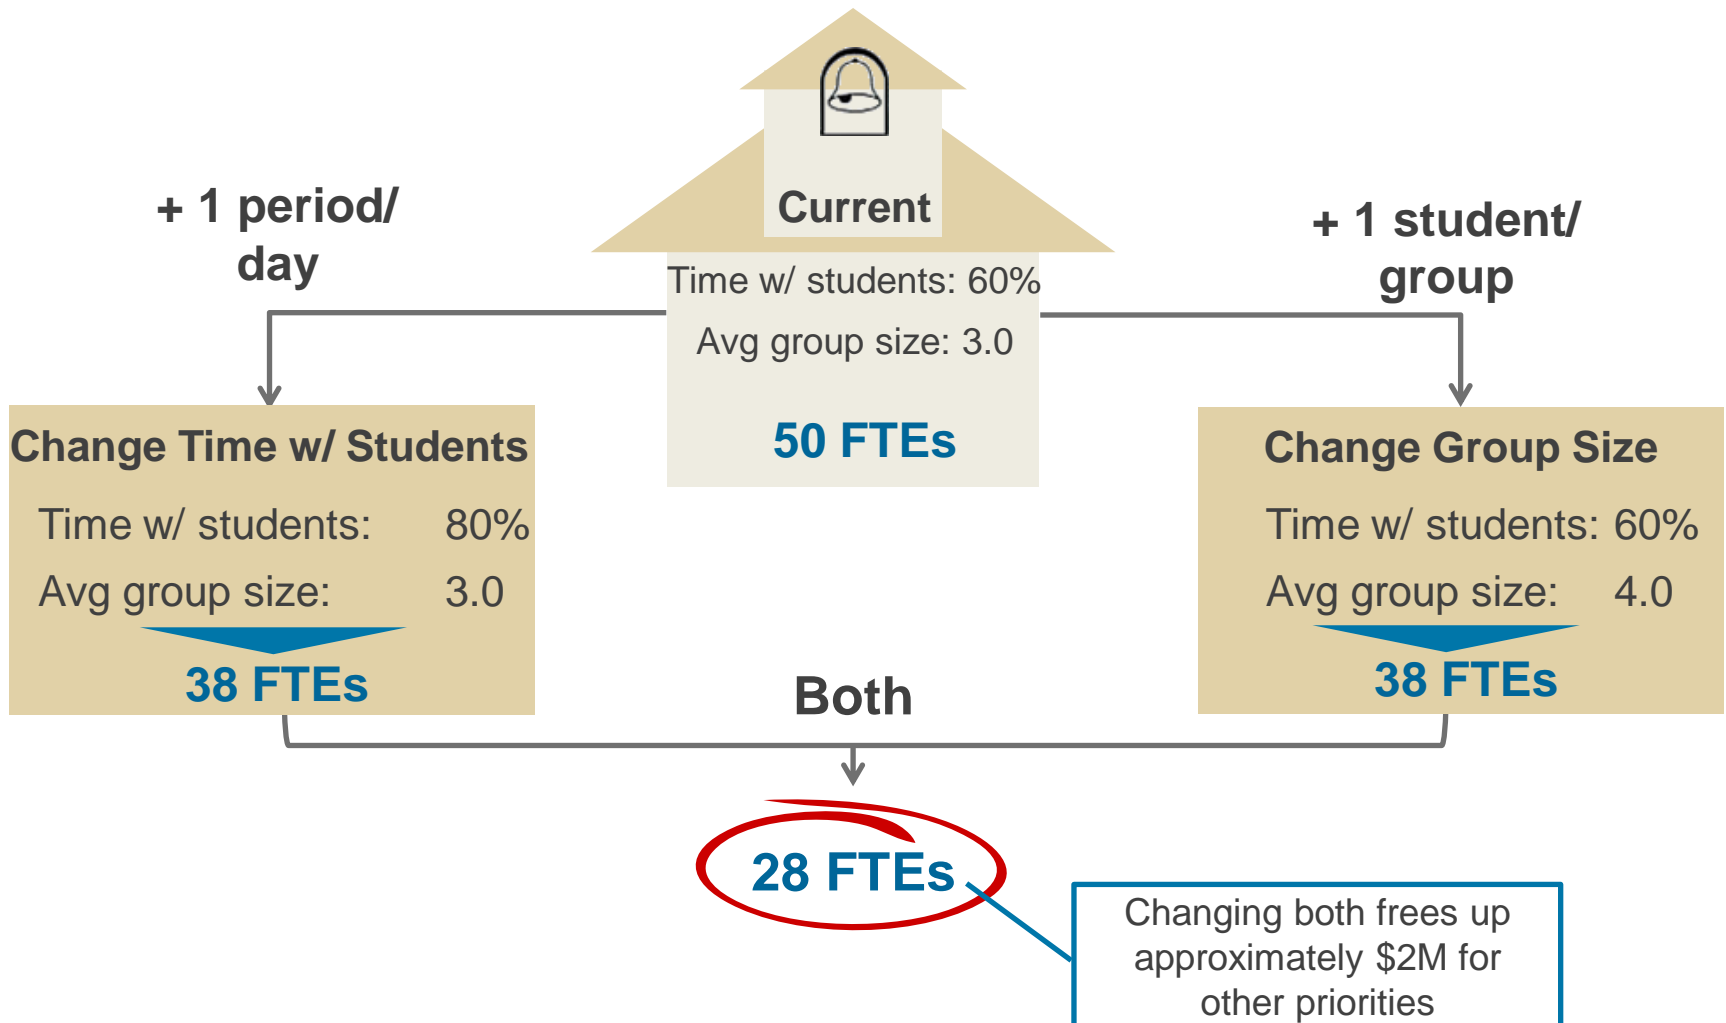 Current
Time w/ students: 60%
Avg group size: 3.0
50 FTEs
+ 1 period/
day
Change Time w/ Students
Time w/ students: 80%
Avg group size: 3.0
38 FTEs
+ 1 student/
group
Change Group Size
Time w/ students: 60%
Avg group size: 4.0
38 FTEs
Both
28 FTEs
Changing both frees up
approximately $2M for
other priorities